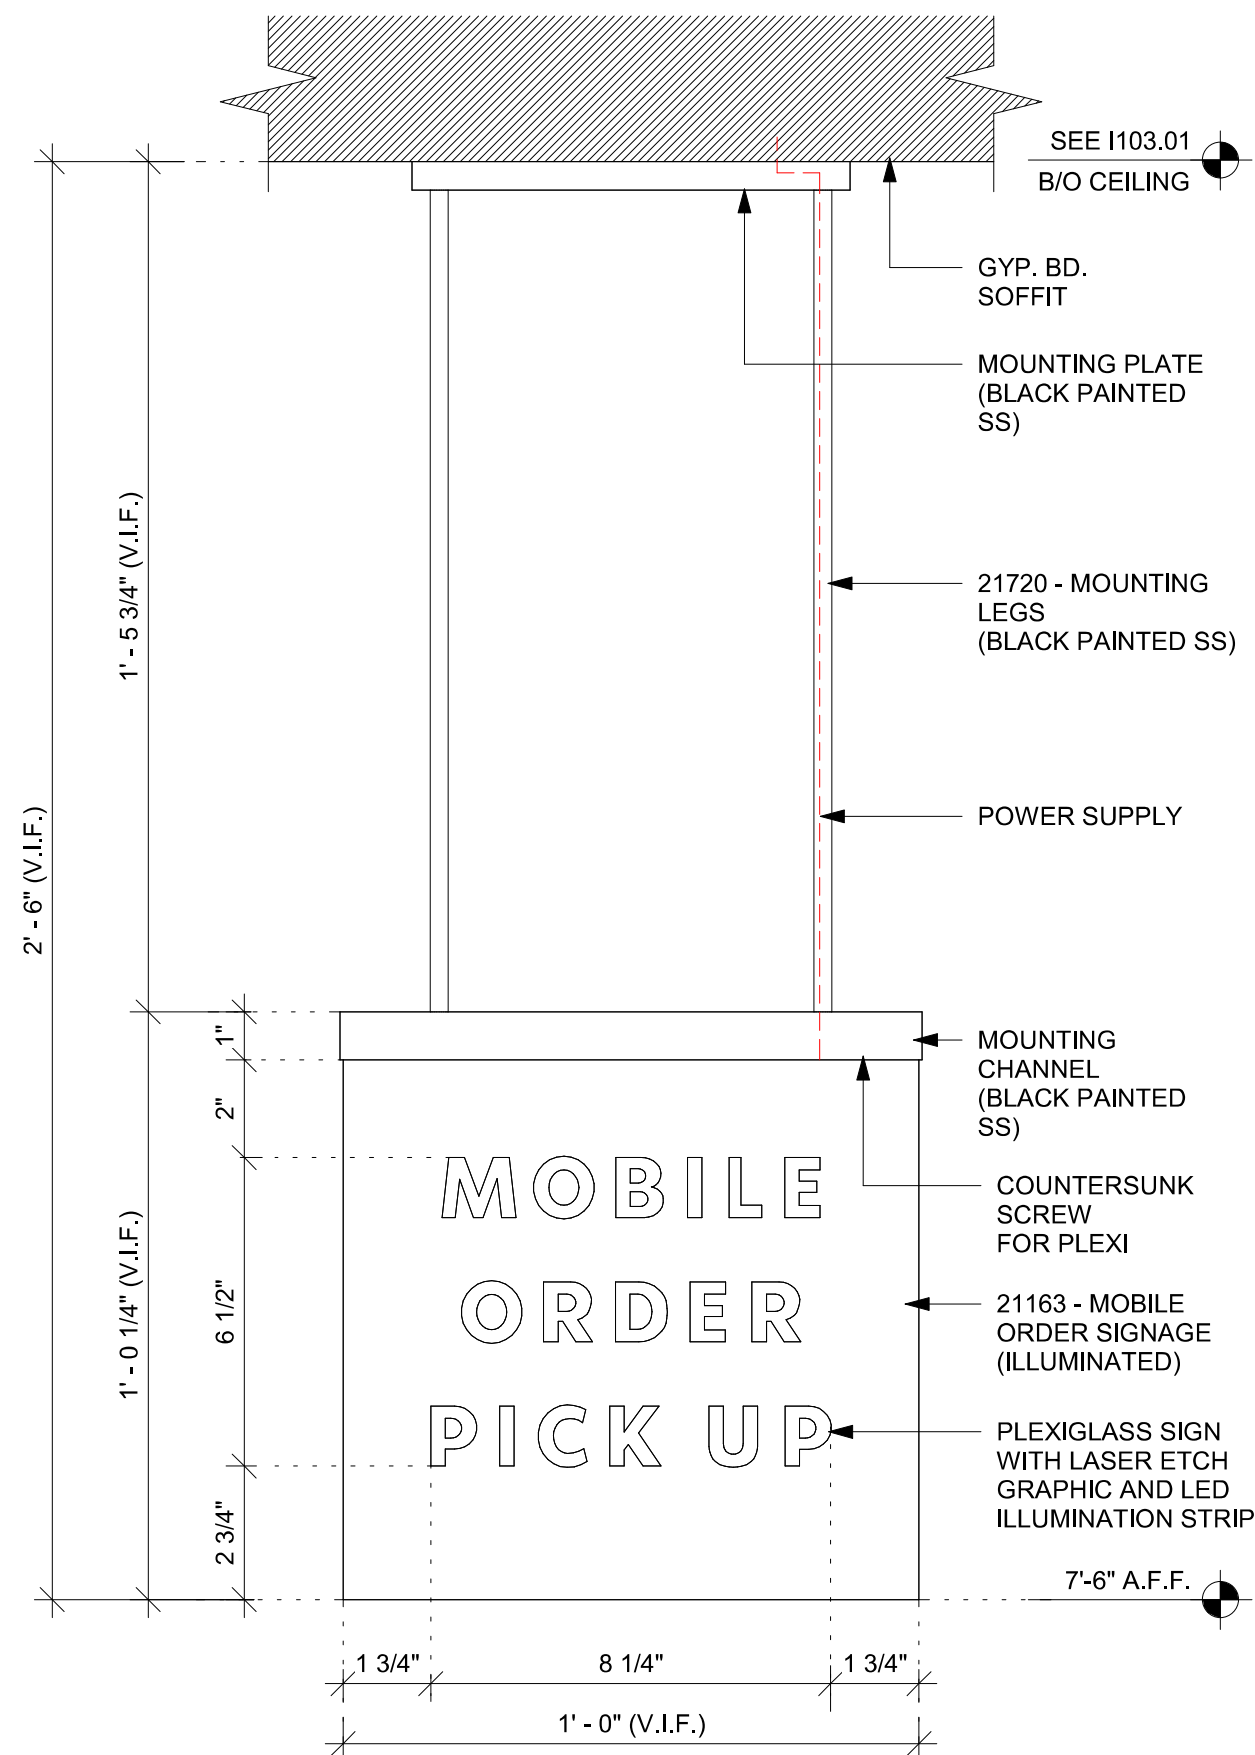 SEE I103.01
B/O CEILING
GYP. BD.
SOFFIT
MOUNTING PLATE
(BLACK PAINTED
SS)
1' - 5 3/4" (V.I.F.)
21720 - MOUNTING
LEGS
(BLACK PAINTED SS)
2' - 6" (V.I.F.)
POWER SUPPLY
1"
MOUNTING
CHANNEL
(BLACK PAINTED
SS)
2"
MOBILE
ORDER
PICK UP
COUNTERSUNK
SCREW
FOR PLEXI
1' - 0 1/4" (V.I.F.)
6 1/2"
21163 - MOBILE
ORDER SIGNAGE
(ILLUMINATED)
PLEXIGLASS SIGN
WITH LASER ETCH
GRAPHIC AND LED
ILLUMINATION STRIP
2 3/4"
7'-6" A.F.F.
1 3/4"
8 1/4"
1 3/4"
1' - 0" (V.I.F.)